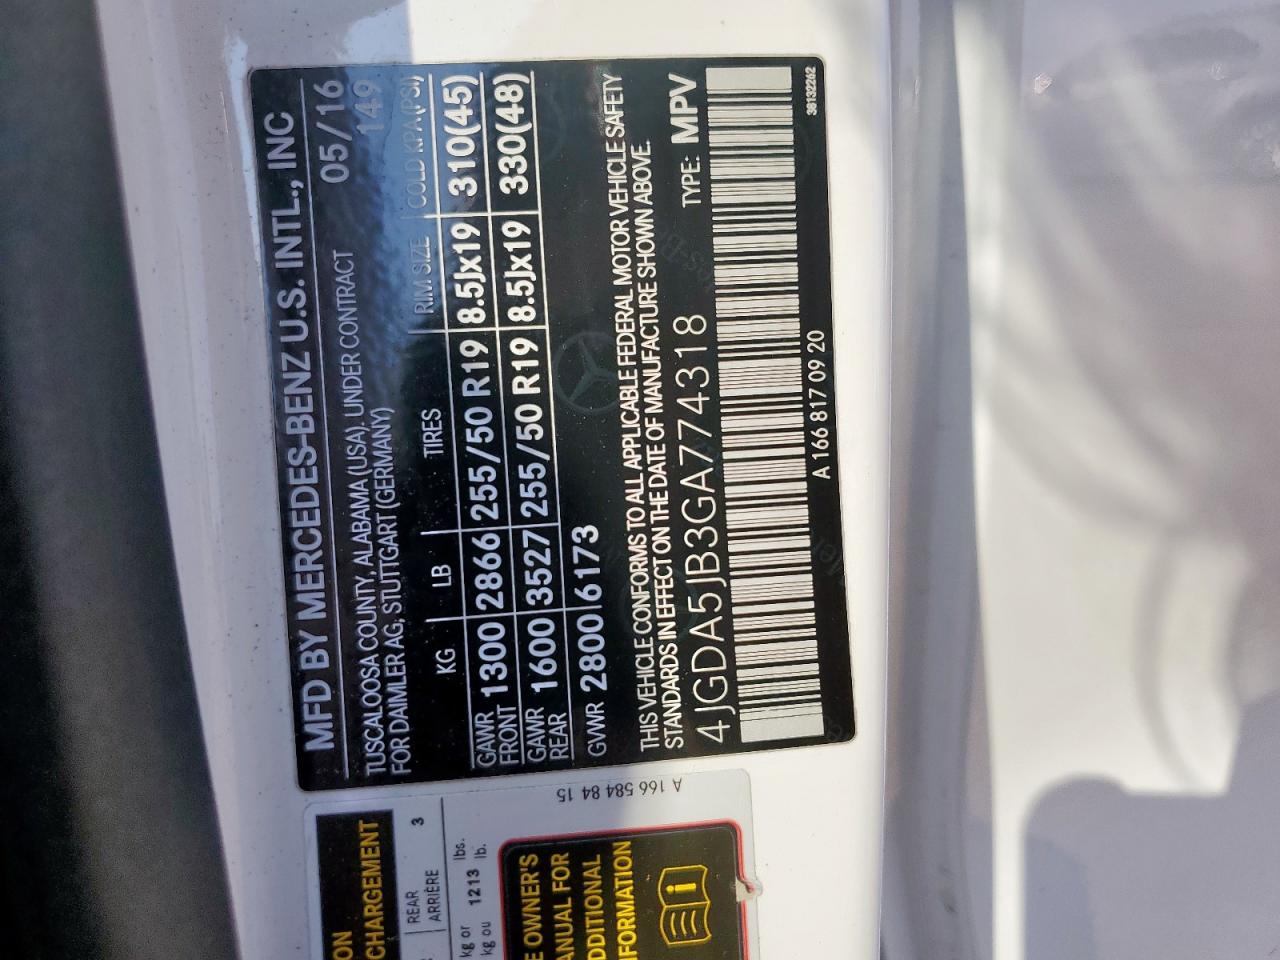 MFD BY MERCEDES-BENZ U.S. INTL., INC
TUSCALOOSA COUNTY, ALABAMA (USA), UNDER CONTRACT 05/16
FOR DAIMLER AG, STUTTGART (GERMANY) 149
KG LB TIRES RIM SIZE COLD KPA(PSI)
GAWR FRONT 1300 2866 255/50 R19 8.5Jx19 310(45)
GAWR REAR 1600 3527 255/50 R19 8.5Jx19 330(48)
GVWR 2800 6173
THIS VEHICLE CONFORMS TO ALL APPLICABLE FEDERAL MOTOR VEHICLE SAFETY
STANDARDS IN EFFECT ON THE DATE OF MANUFACTURE SHOWN ABOVE.
4JGDA5JB3GA774318 TYPE: MPV
A 166 817 09 20
38132262
A 166 584 84 15
ON
CHARGEMENT
REAR
ARRIÈRE 3
kg or 1213 lbs.
kg ou lb.
E OWNER'S
ANUAL FOR
DDITIONAL
FORMATION
i